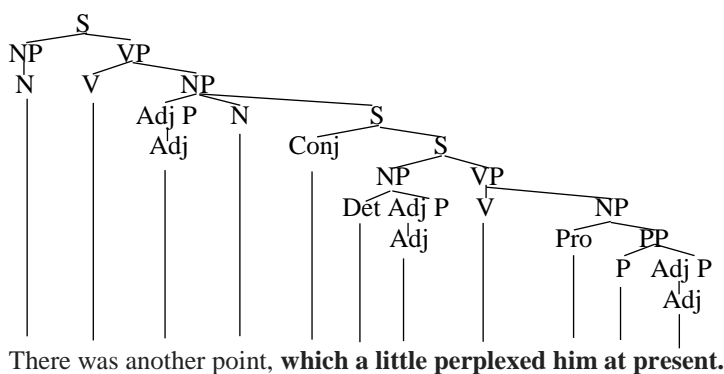 S
NP VP
N V NP
Adj P N S
Adj Conj S
NP VP
Det Adj P V NP
Adj Pro PP
P Adj P
Adj
There was another point, which a little perplexed him at present.